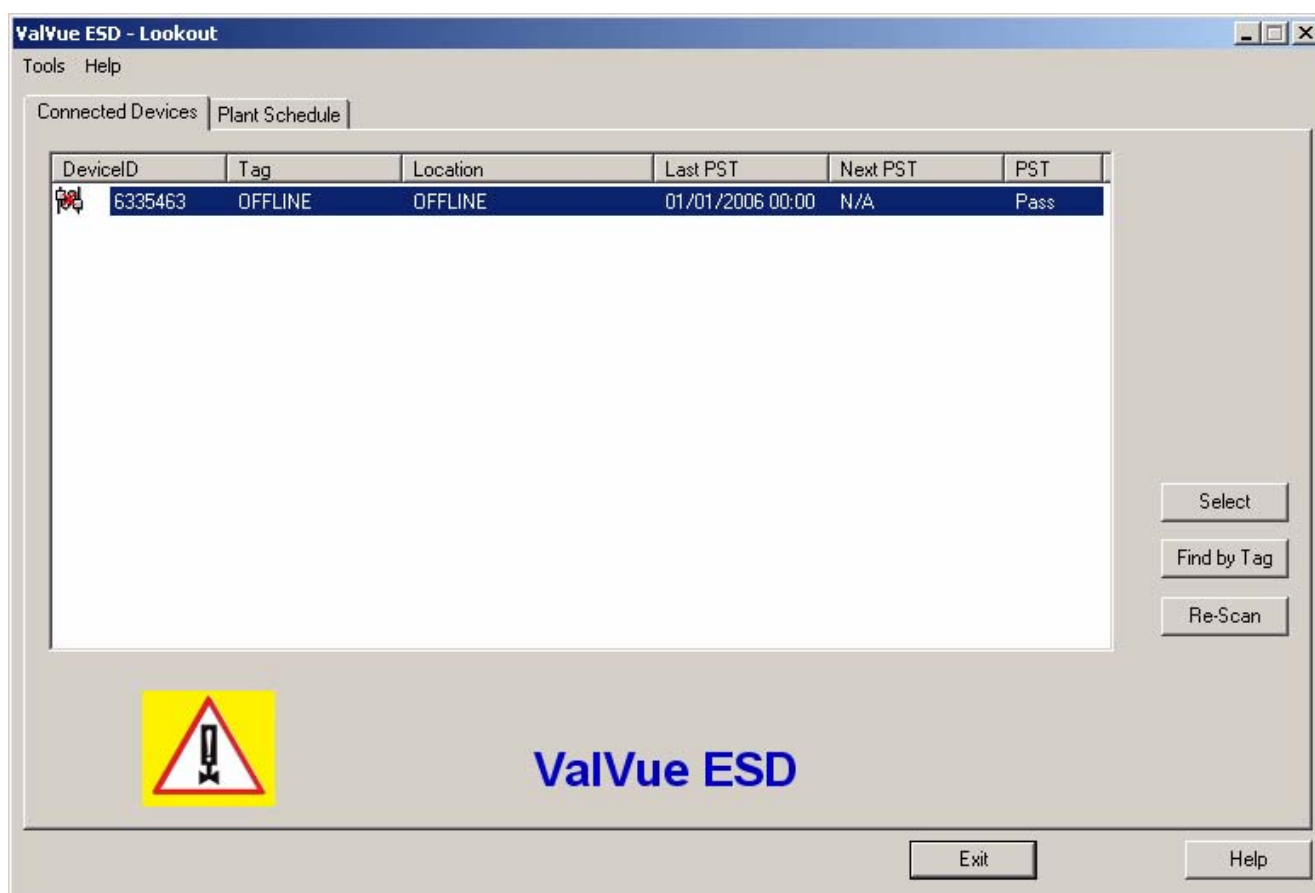 ValVue ESD - Lookout
Tools Help
Connected Devices Plant Schedule
DeviceID Tag Location Last PST Next PST PST
6335463 OFFLINE OFFLINE 01/01/2006 00:00 N/A Pass
Select
Find by Tag
Re-Scan
ValVue ESD
Exit Help